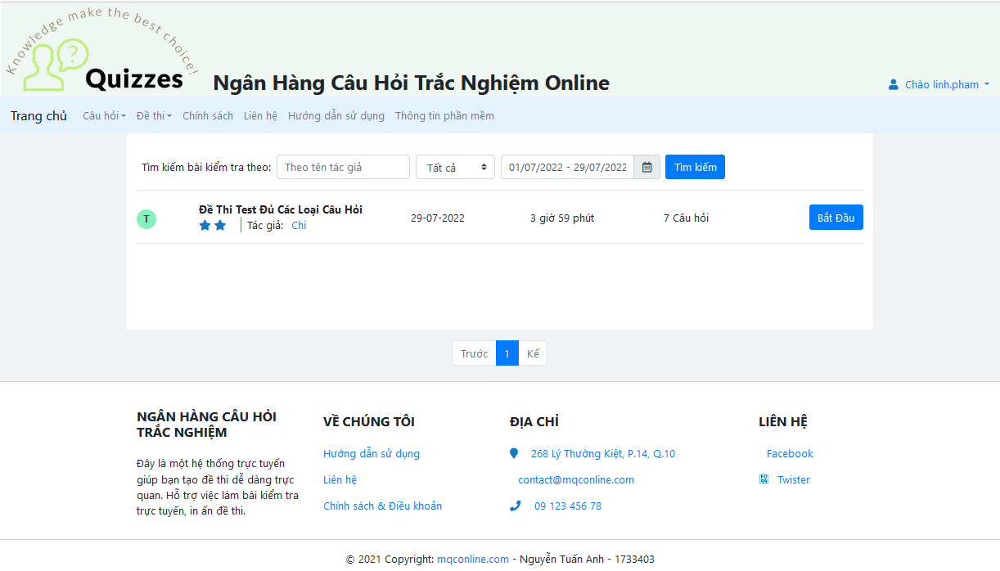 Knowledge make the best choice!
?
Quizzes
Ngân Hàng Câu Hỏi Trắc Nghiệm Online
Chào linh.pham
Trang chủ Câu hỏi Đề thi Chính sách Liên hệ Hướng dẫn sử dụng Thông tin phần mềm
Tìm kiếm bài kiểm tra theo: Theo tên tác giả Tất cả 01/07/2022 - 29/07/2022 Tìm kiếm
T
Đề Thi Test Đủ Các Loại Câu Hỏi
Tác giả: Chi
29-07-2022 3 giờ 59 phút 7 Câu hỏi Bắt Đầu
Trước 1 Kế
NGÂN HÀNG CÂU HỎI
TRẮC NGHIỆM
Đây là một hệ thống trực tuyến
giúp bạn tạo đề thi dễ dàng trực
quan. Hỗ trợ việc làm bài kiểm tra
trực tuyến, in ấn đề thi.
VỀ CHÚNG TÔI
Hướng dẫn sử dụng
Liên hệ
Chính sách & Điều khoản
ĐỊA CHỈ
268 Lý Thường Kiệt, P.14, Q.10
contact@mqconline.com
09 123 456 78
LIÊN HỆ
Facebook
Twister
© 2021 Copyright: mqconline.com - Nguyễn Tuấn Anh - 1733403